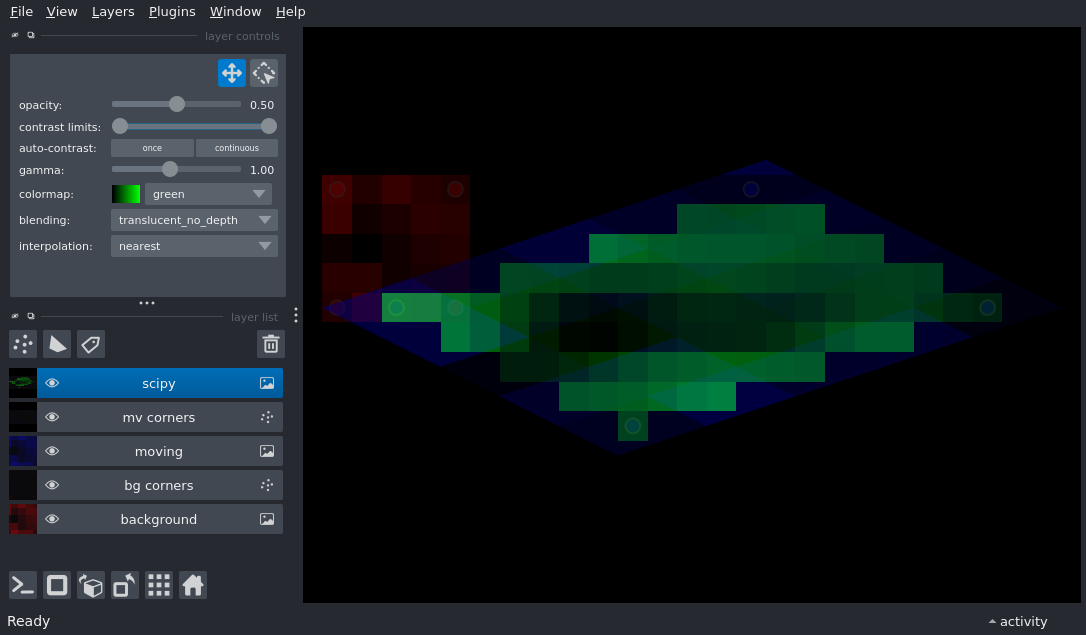 File View Layers Plugins Window Help
layer controls
opacity: 0.50
contrast limits:
auto-contrast: once continuous
gamma: 1.00
colormap: green
blending: translucent_no_depth
interpolation: nearest
layer list
scipy
mv corners
moving
bg corners
background
Ready activity